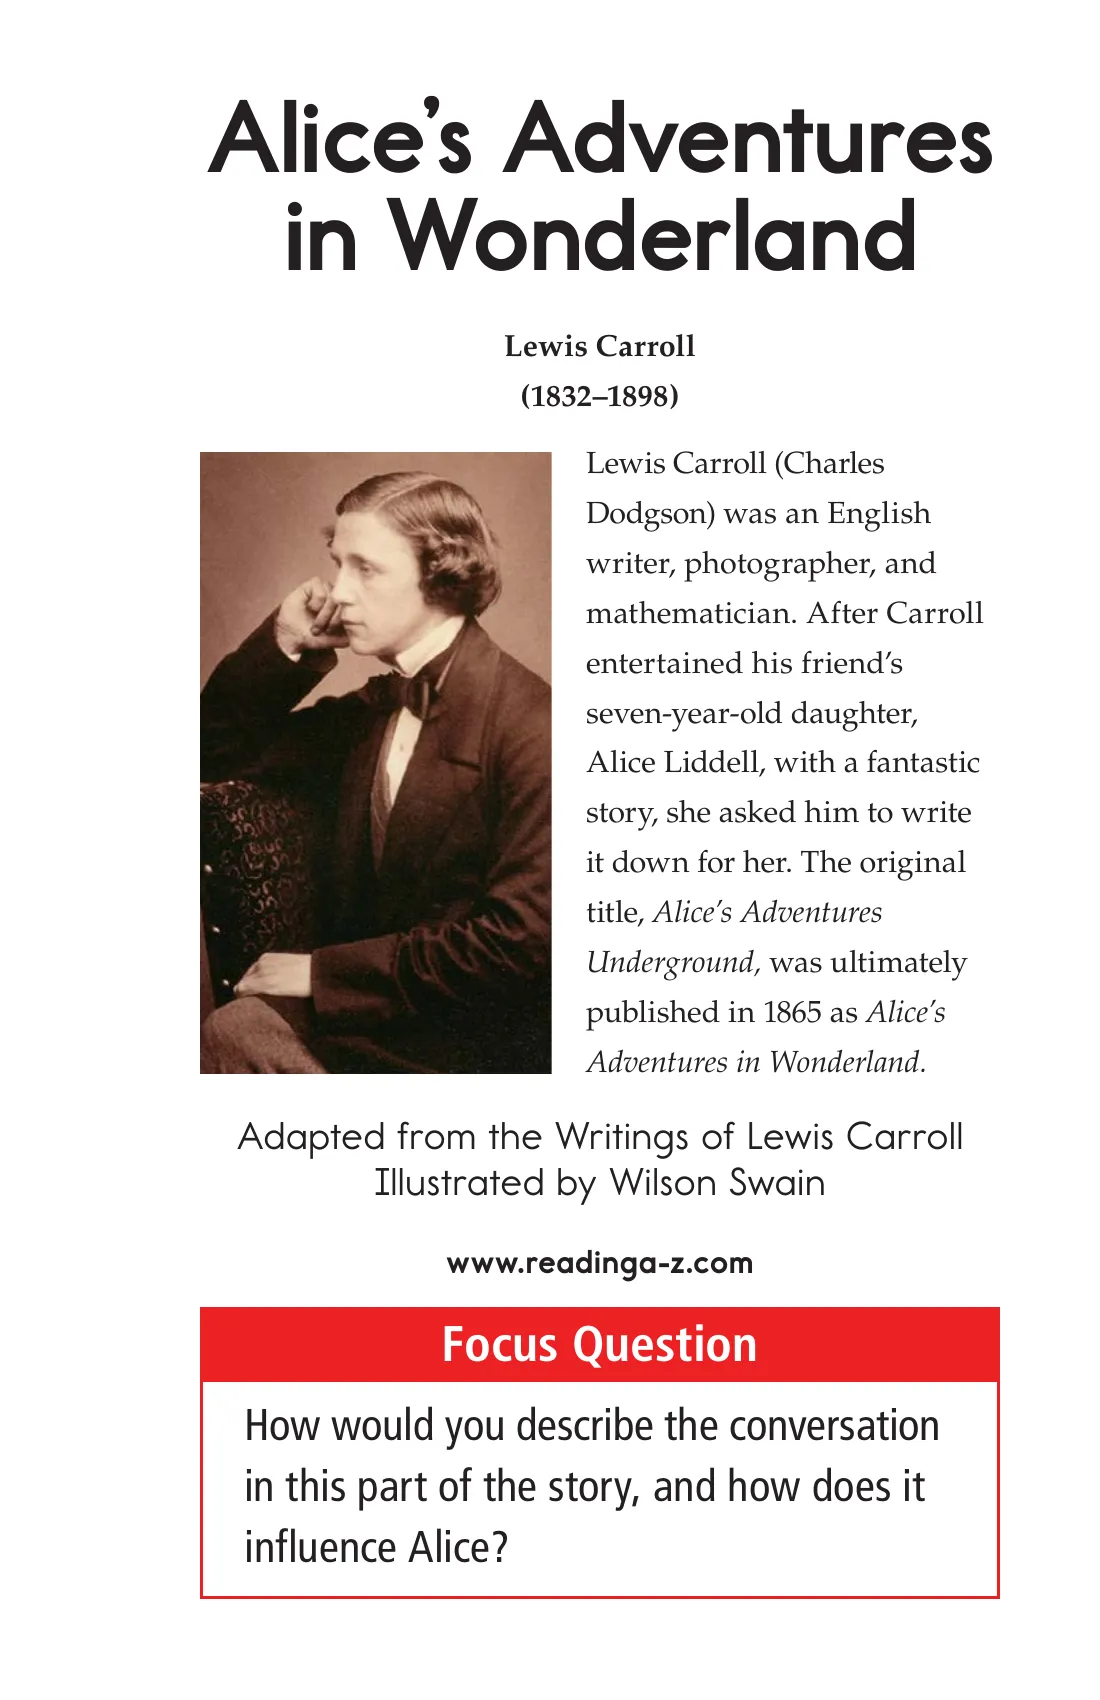 Alice’s Adventures
in Wonderland
Lewis Carroll
(1832–1898)
Lewis Carroll (Charles
Dodgson) was an English
writer, photographer, and
mathematician. After Carroll
entertained his friend’s
seven-year-old daughter,
Alice Liddell, with a fantastic
story, she asked him to write
it down for her. The original
title, Alice’s Adventures
Underground, was ultimately
published in 1865 as Alice’s
Adventures in Wonderland.
Adapted from the Writings of Lewis Carroll
Illustrated by Wilson Swain
www.readinga-z.com
Focus Question
How would you describe the conversation
in this part of the story, and how does it
influence Alice?